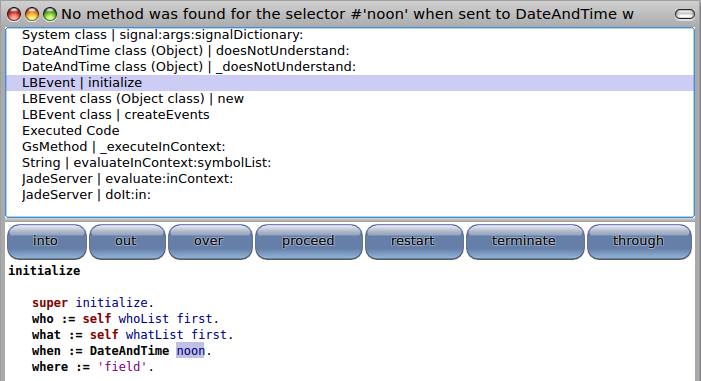 No method was found for the selector #'noon' when sent to DateAndTime w
System class | signal:args:signalDictionary:
DateAndTime class (Object) | doesNotUnderstand:
DateAndTime class (Object) | _doesNotUnderstand:
LBEvent | initialize
LBEvent class (Object class) | new
LBEvent class | createEvents
Executed Code
GsMethod | _executeInContext:
String | evaluateInContext:symbolList:
JadeServer | evaluate:inContext:
JadeServer | doIt:in:
into out over proceed restart terminate through
initialize
super initialize.
who := self whoList first.
what := self whatList first.
when := DateAndTime noon.
where := 'field'.